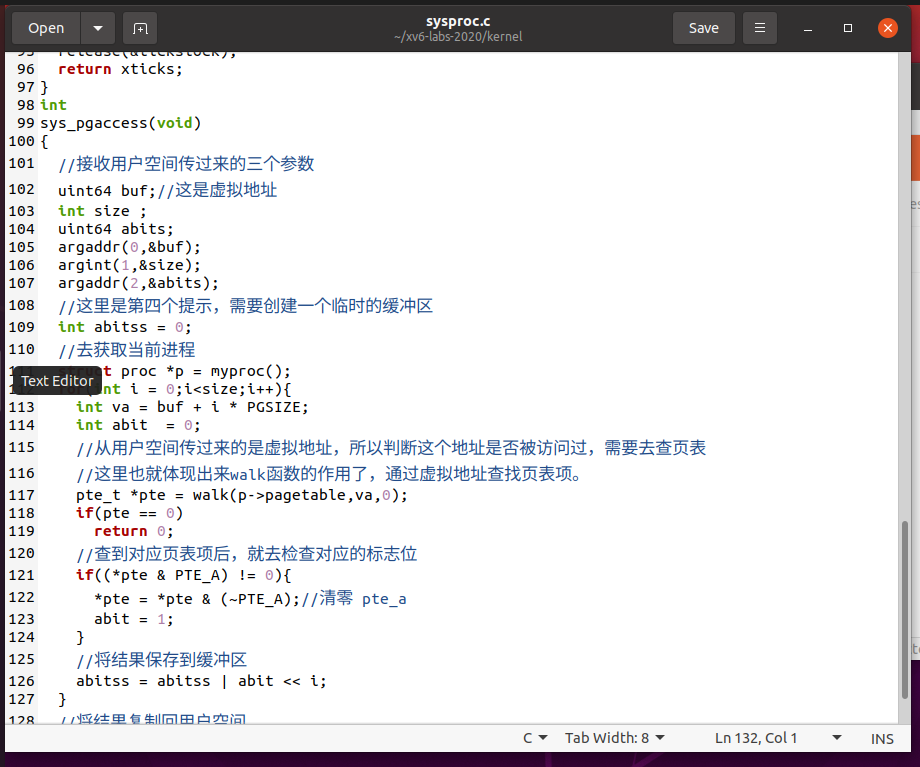 Open
sysproc.c
~/xv6-labs-2020/kernel
Save
96 return xticks;
97 }
98 int
99 sys_pgaccess(void)
100 {
101 //接收用户空间传过来的三个参数
102 uint64 buf;//这是虚拟地址
103 int size ;
104 uint64 abits;
105 argaddr(0,&buf);
106 argint(1,&size);
107 argaddr(2,&abits);
108 //这里是第四个提示，需要创建一个临时的缓冲区
109 int abitss = 0;
110 //去获取当前进程
proc *p = myproc();
Text Editor
i = 0;i<size;i++){
113 int va = buf + i * PGSIZE;
114 int abit  = 0;
115 //从用户空间传过来的是虚拟地址，所以判断这个地址是否被访问过，需要去查页表
116 //这里也就体现出来walk函数的作用了，通过虚拟地址查找页表项。
117 pte_t *pte = walk(p->pagetable,va,0);
118 if(pte == 0)
119 return 0;
120 //查到对应页表项后，就去检查对应的标志位
121 if((*pte & PTE_A) != 0){
122 *pte = *pte & (~PTE_A);//清零 pte_a
123 abit = 1;
124 }
125 //将结果保存到缓冲区
126 abitss = abitss | abit << i;
127 }
128 //将结果复制回用户空间
C Tab Width: 8 Ln 132, Col 1 INS